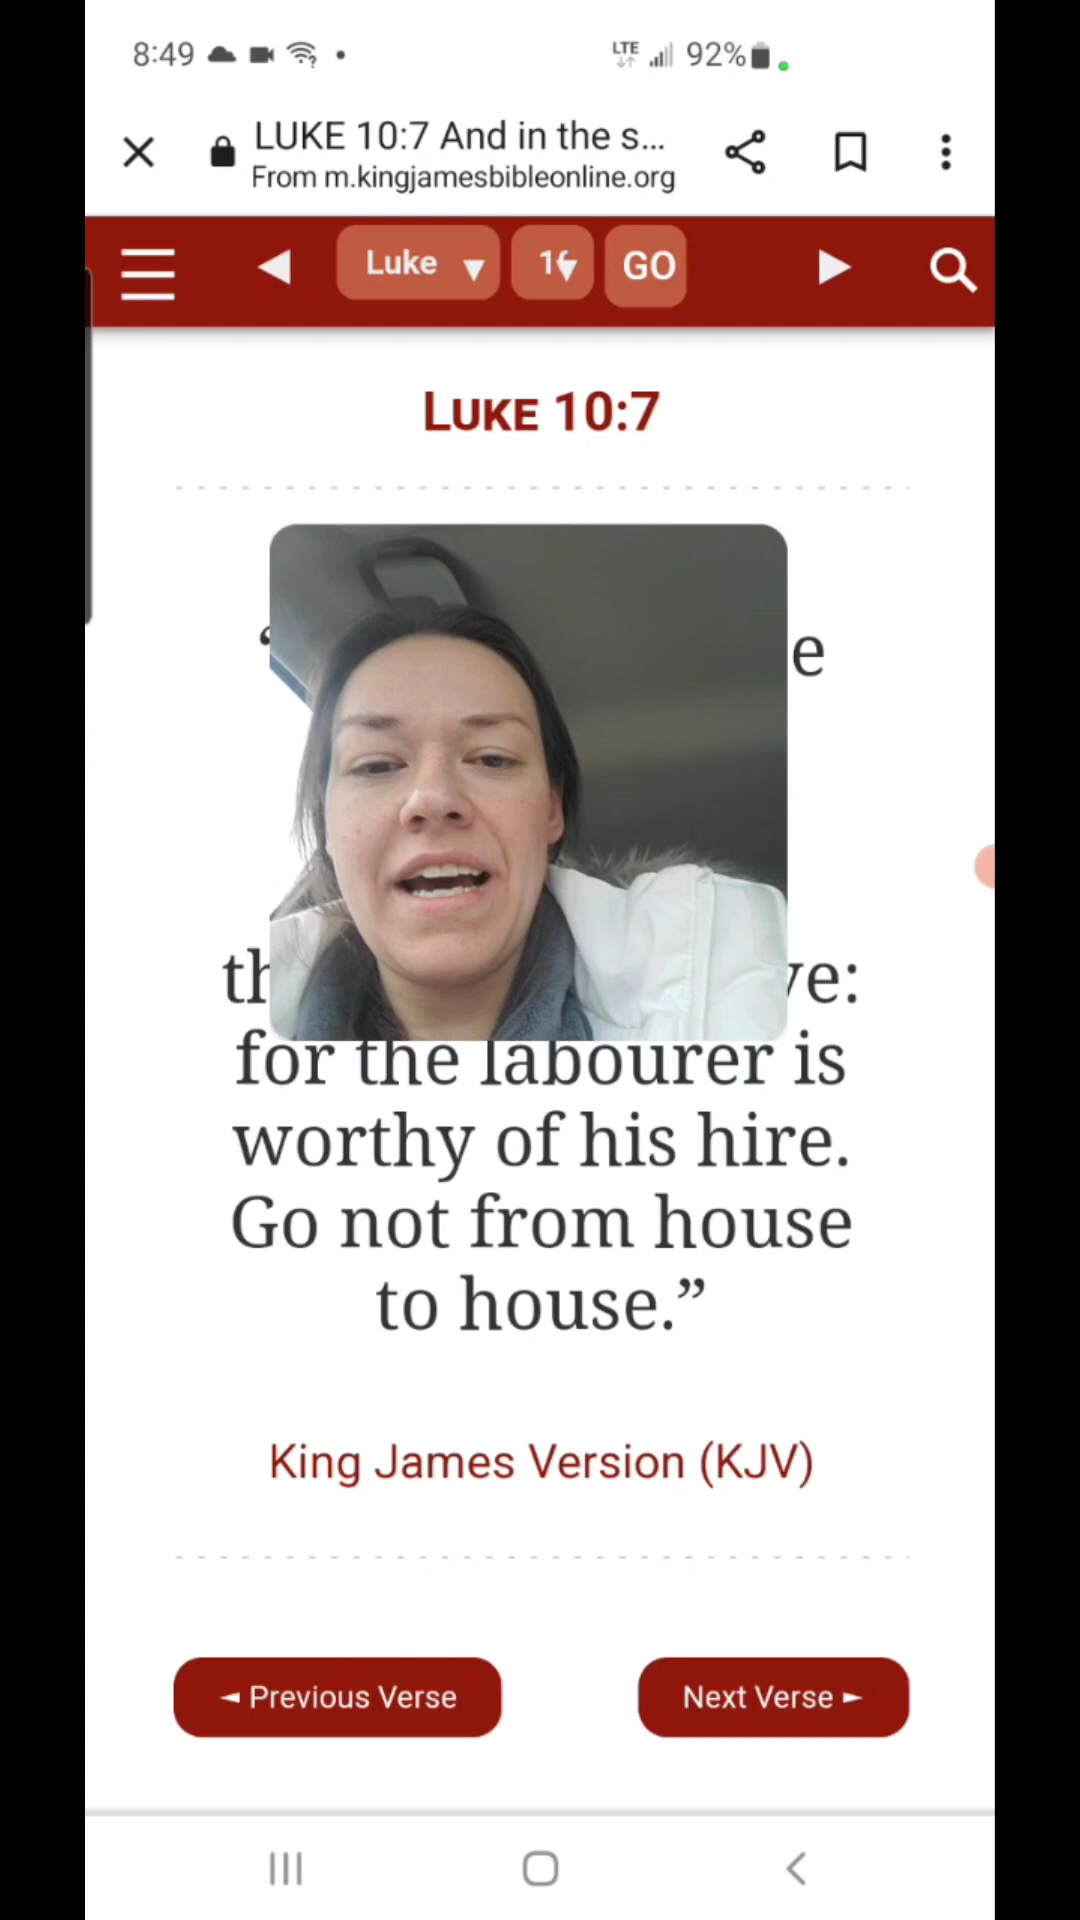 8:49
LTE
92%
LUKE 10:7 And in the s...
From m.kingjamesbibleonline.org
Luke
GO
LUKE 10:7
for the labourer is
worthy of his hire.
Go not from house
to house.”
King James Version (KJV)
◄ Previous Verse
Next Verse ►